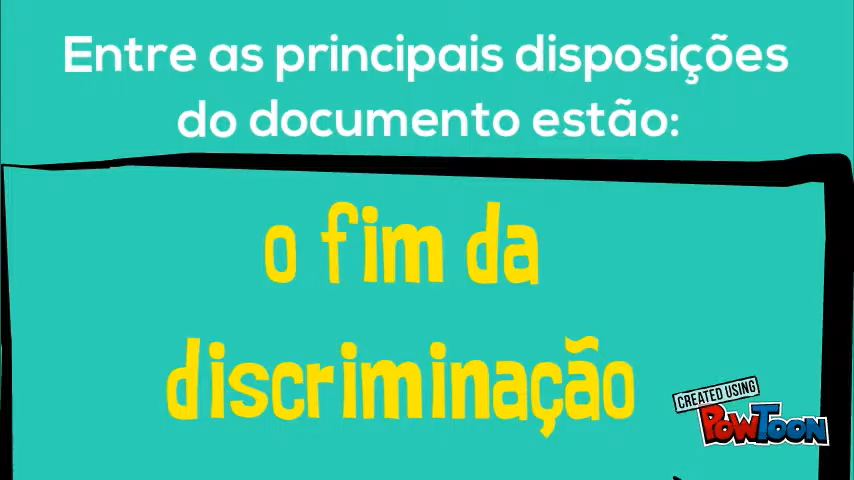 Entre as principais disposições
do documento estão:
o fim da
discriminação
CREATED USING
POWTOON